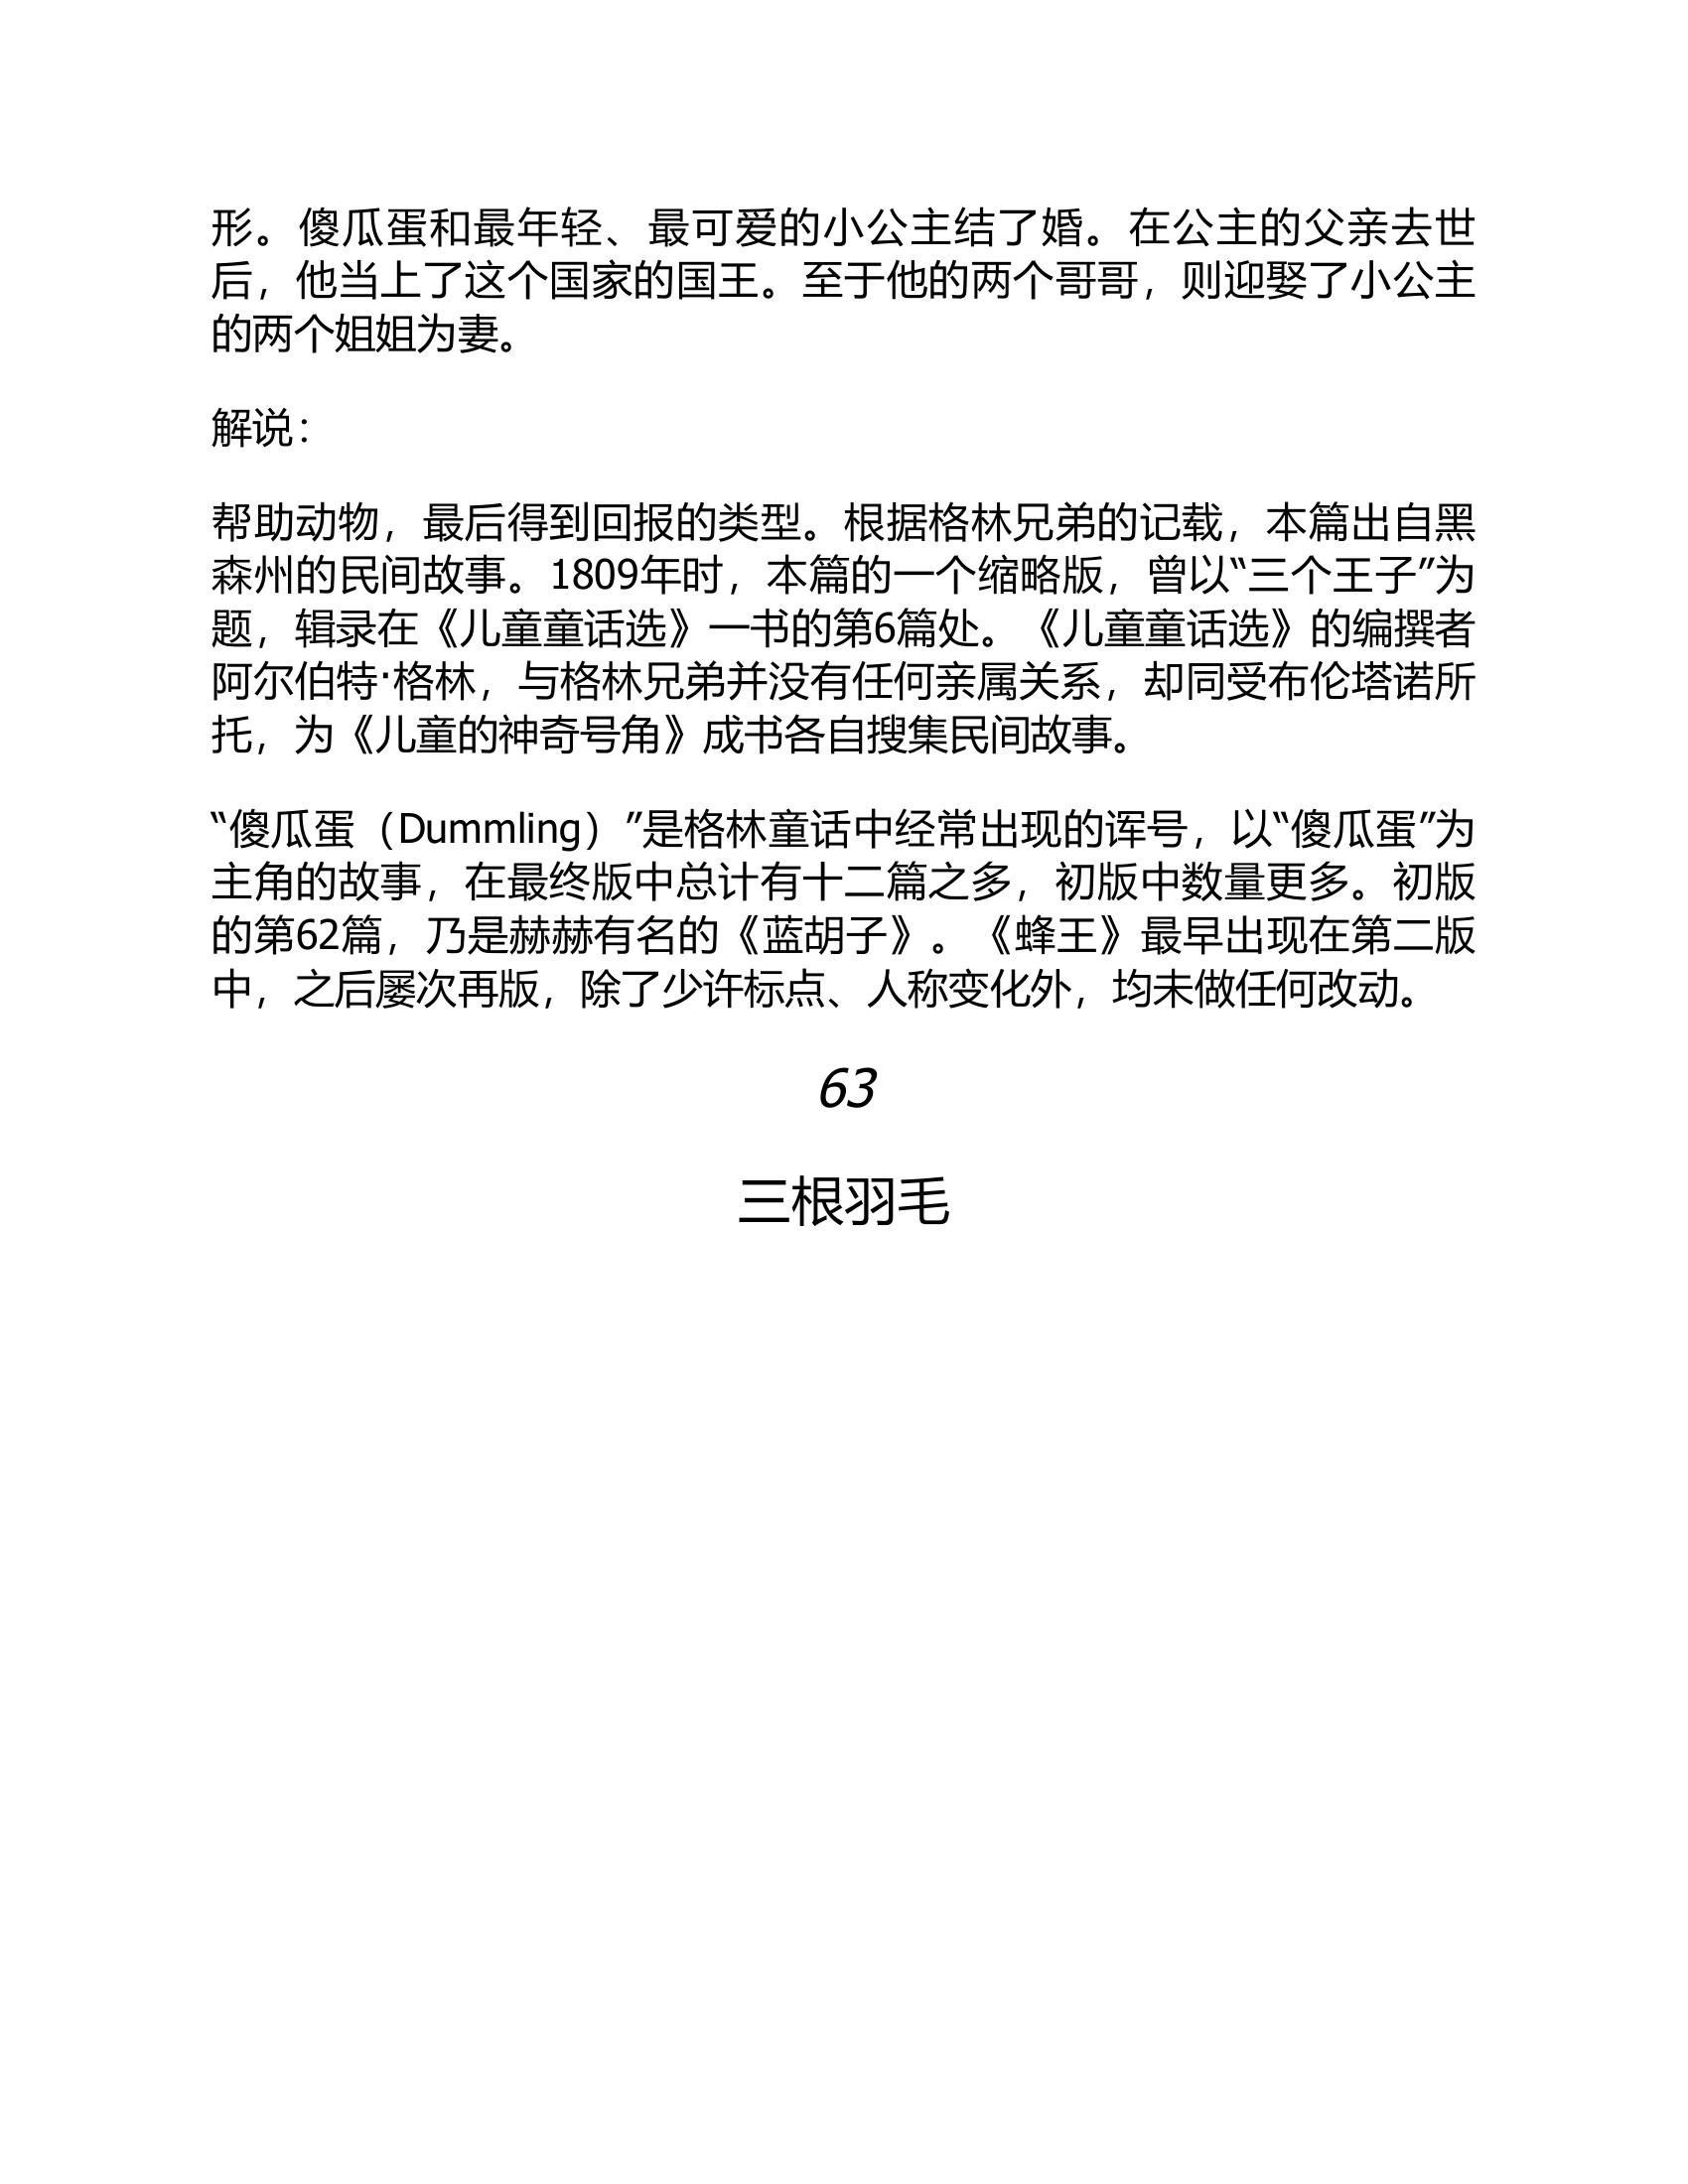 形。傻瓜蛋和最年轻、最可爱的小公主结了婚。在公主的父亲去世
后，他当上了这个国家的国王。至于他的两个哥哥，则迎娶了小公主
的两个姐姐为妻。
解说：
帮助动物，最后得到回报的类型。根据格林兄弟的记载，本篇出自黑
森州的民间故事。1809年时，本篇的一个缩略版，曾以“三个王子”为
题，辑录在《儿童童话选》一书的第6篇处。《儿童童话选》的编撰者
阿尔伯特·格林，与格林兄弟并没有任何亲属关系，却同受布伦塔诺所
托，为《儿童的神奇号角》成书各自搜集民间故事。
“傻瓜蛋（Dummling）”是格林童话中经常出现的诨号，以“傻瓜蛋”为
主角的故事，在最终版中总计有十二篇之多，初版中数量更多。初版
的第62篇，乃是赫赫有名的《蓝胡子》。《蜂王》最早出现在第二版
中，之后屡次再版，除了少许标点、人称变化外，均未做任何改动。
63
三根羽毛